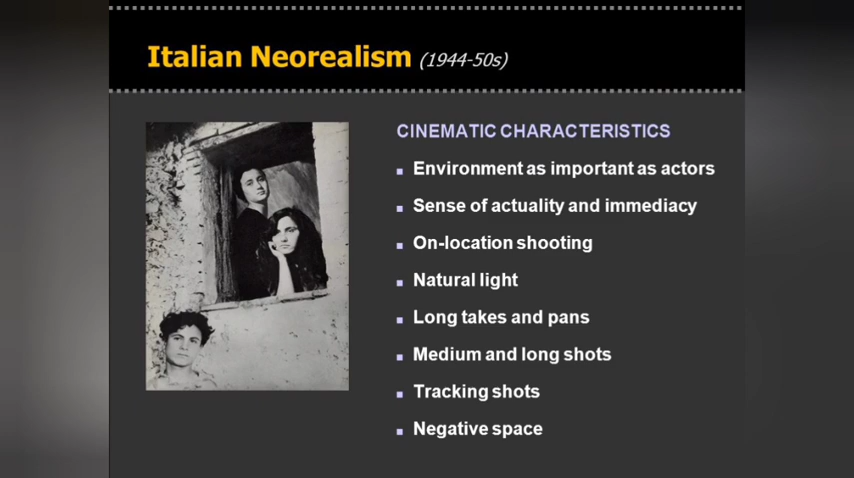 Italian Neorealism (1944-50s)
CINEMATIC CHARACTERISTICS
Environment as important as actors
Sense of actuality and immediacy
On-location shooting
Natural light
Long takes and pans
Medium and long shots
Tracking shots
Negative space